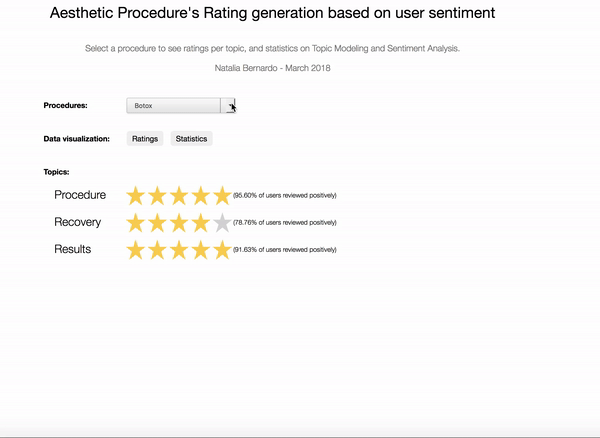 Aesthetic Procedure's Rating generation based on user sentiment
Select a procedure to see ratings per topic, and statistics on Topic Modeling and Sentiment Analysis.
Natalia Bernardo - March 2018
Procedures: Botox
Data visualization: Ratings Statistics
Topics:
Procedure (95.60% of users reviewed positively)
Recovery (78.76% of users reviewed positively)
Results (91.63% of users reviewed positively)